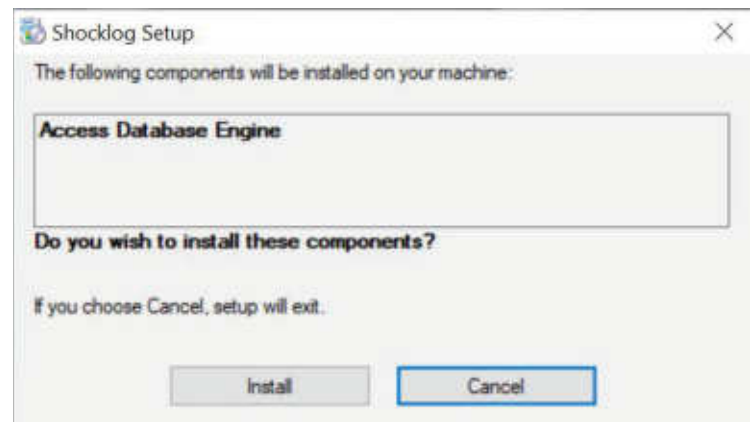 Shocklog Setup
The following components will be installed on your machine:
Access Database Engine
Do you wish to install these components?
If you choose Cancel, setup will exit.
Install
Cancel